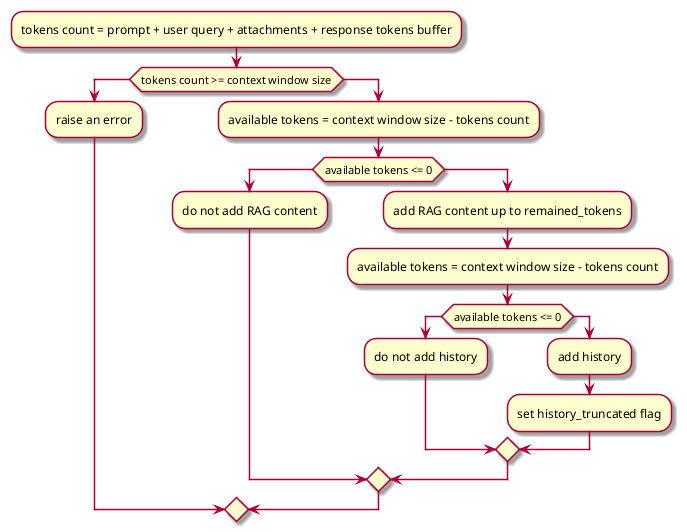 tokens count = prompt + user query + attachments + response tokens buffer
tokens count >= context window size
raise an error
available tokens = context window size - tokens count
available tokens <= 0
do not add RAG content
add RAG content up to remained_tokens
available tokens = context window size - tokens count
available tokens <= 0
do not add history
add history
set history_truncated flag